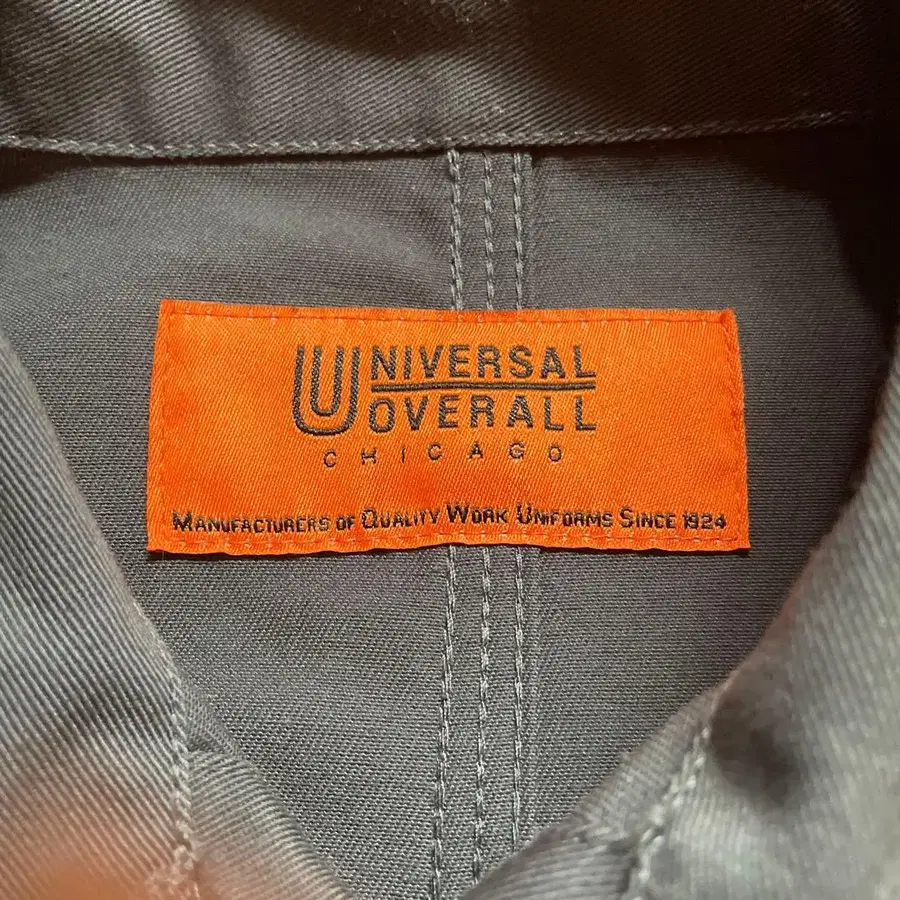 UNIVERSAL
OVERALL
CHICAGO
MANUFACTURERS OF QUALITY WORK UNIFORMS SINCE 1924